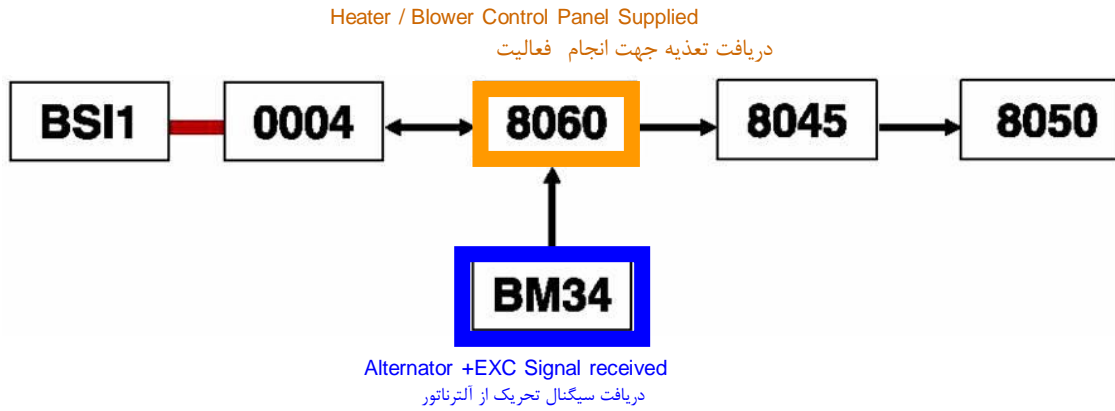 Heater / Blower Control Panel Supplied
دریافت تعذیه جهت انجام فعالیت
BSI1 0004 8060 8045 8050
BM34
Alternator +EXC Signal received
دریافت سیگنال تحریک از آلترناتور